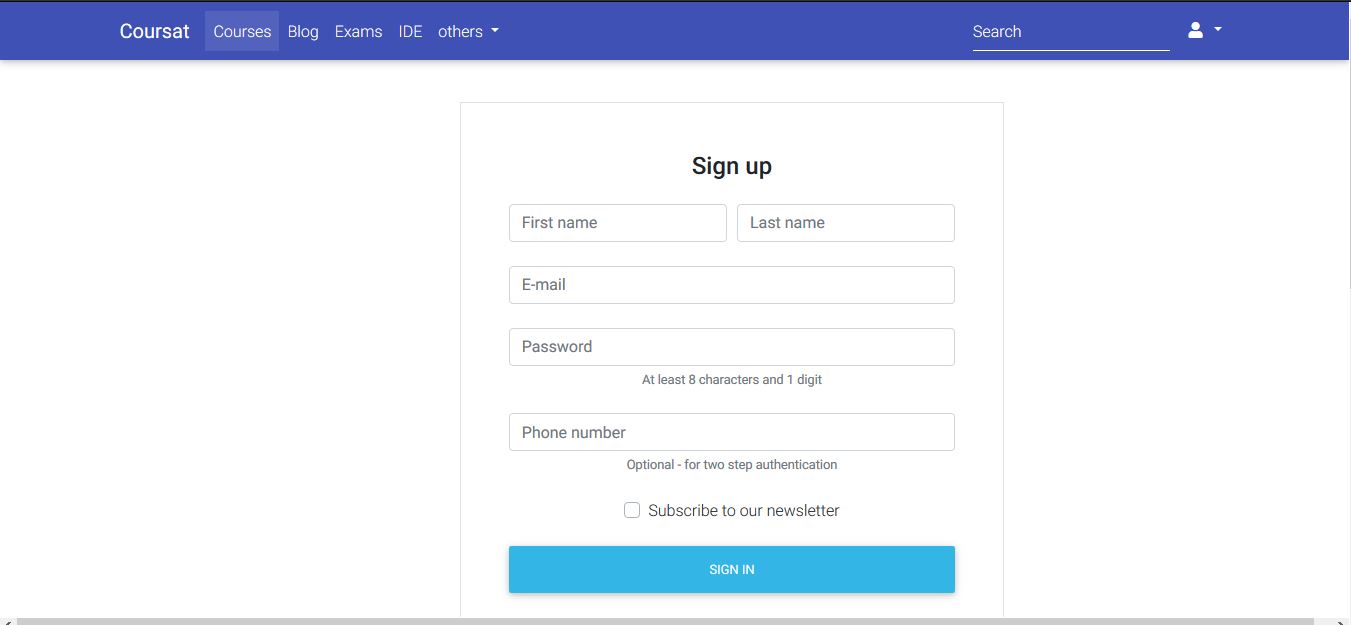 Coursat Courses Blog Exams IDE others Search
Sign up
First name Last name
E-mail
Password
At least 8 characters and 1 digit
Phone number
Optional - for two step authentication
Subscribe to our newsletter
SIGN IN